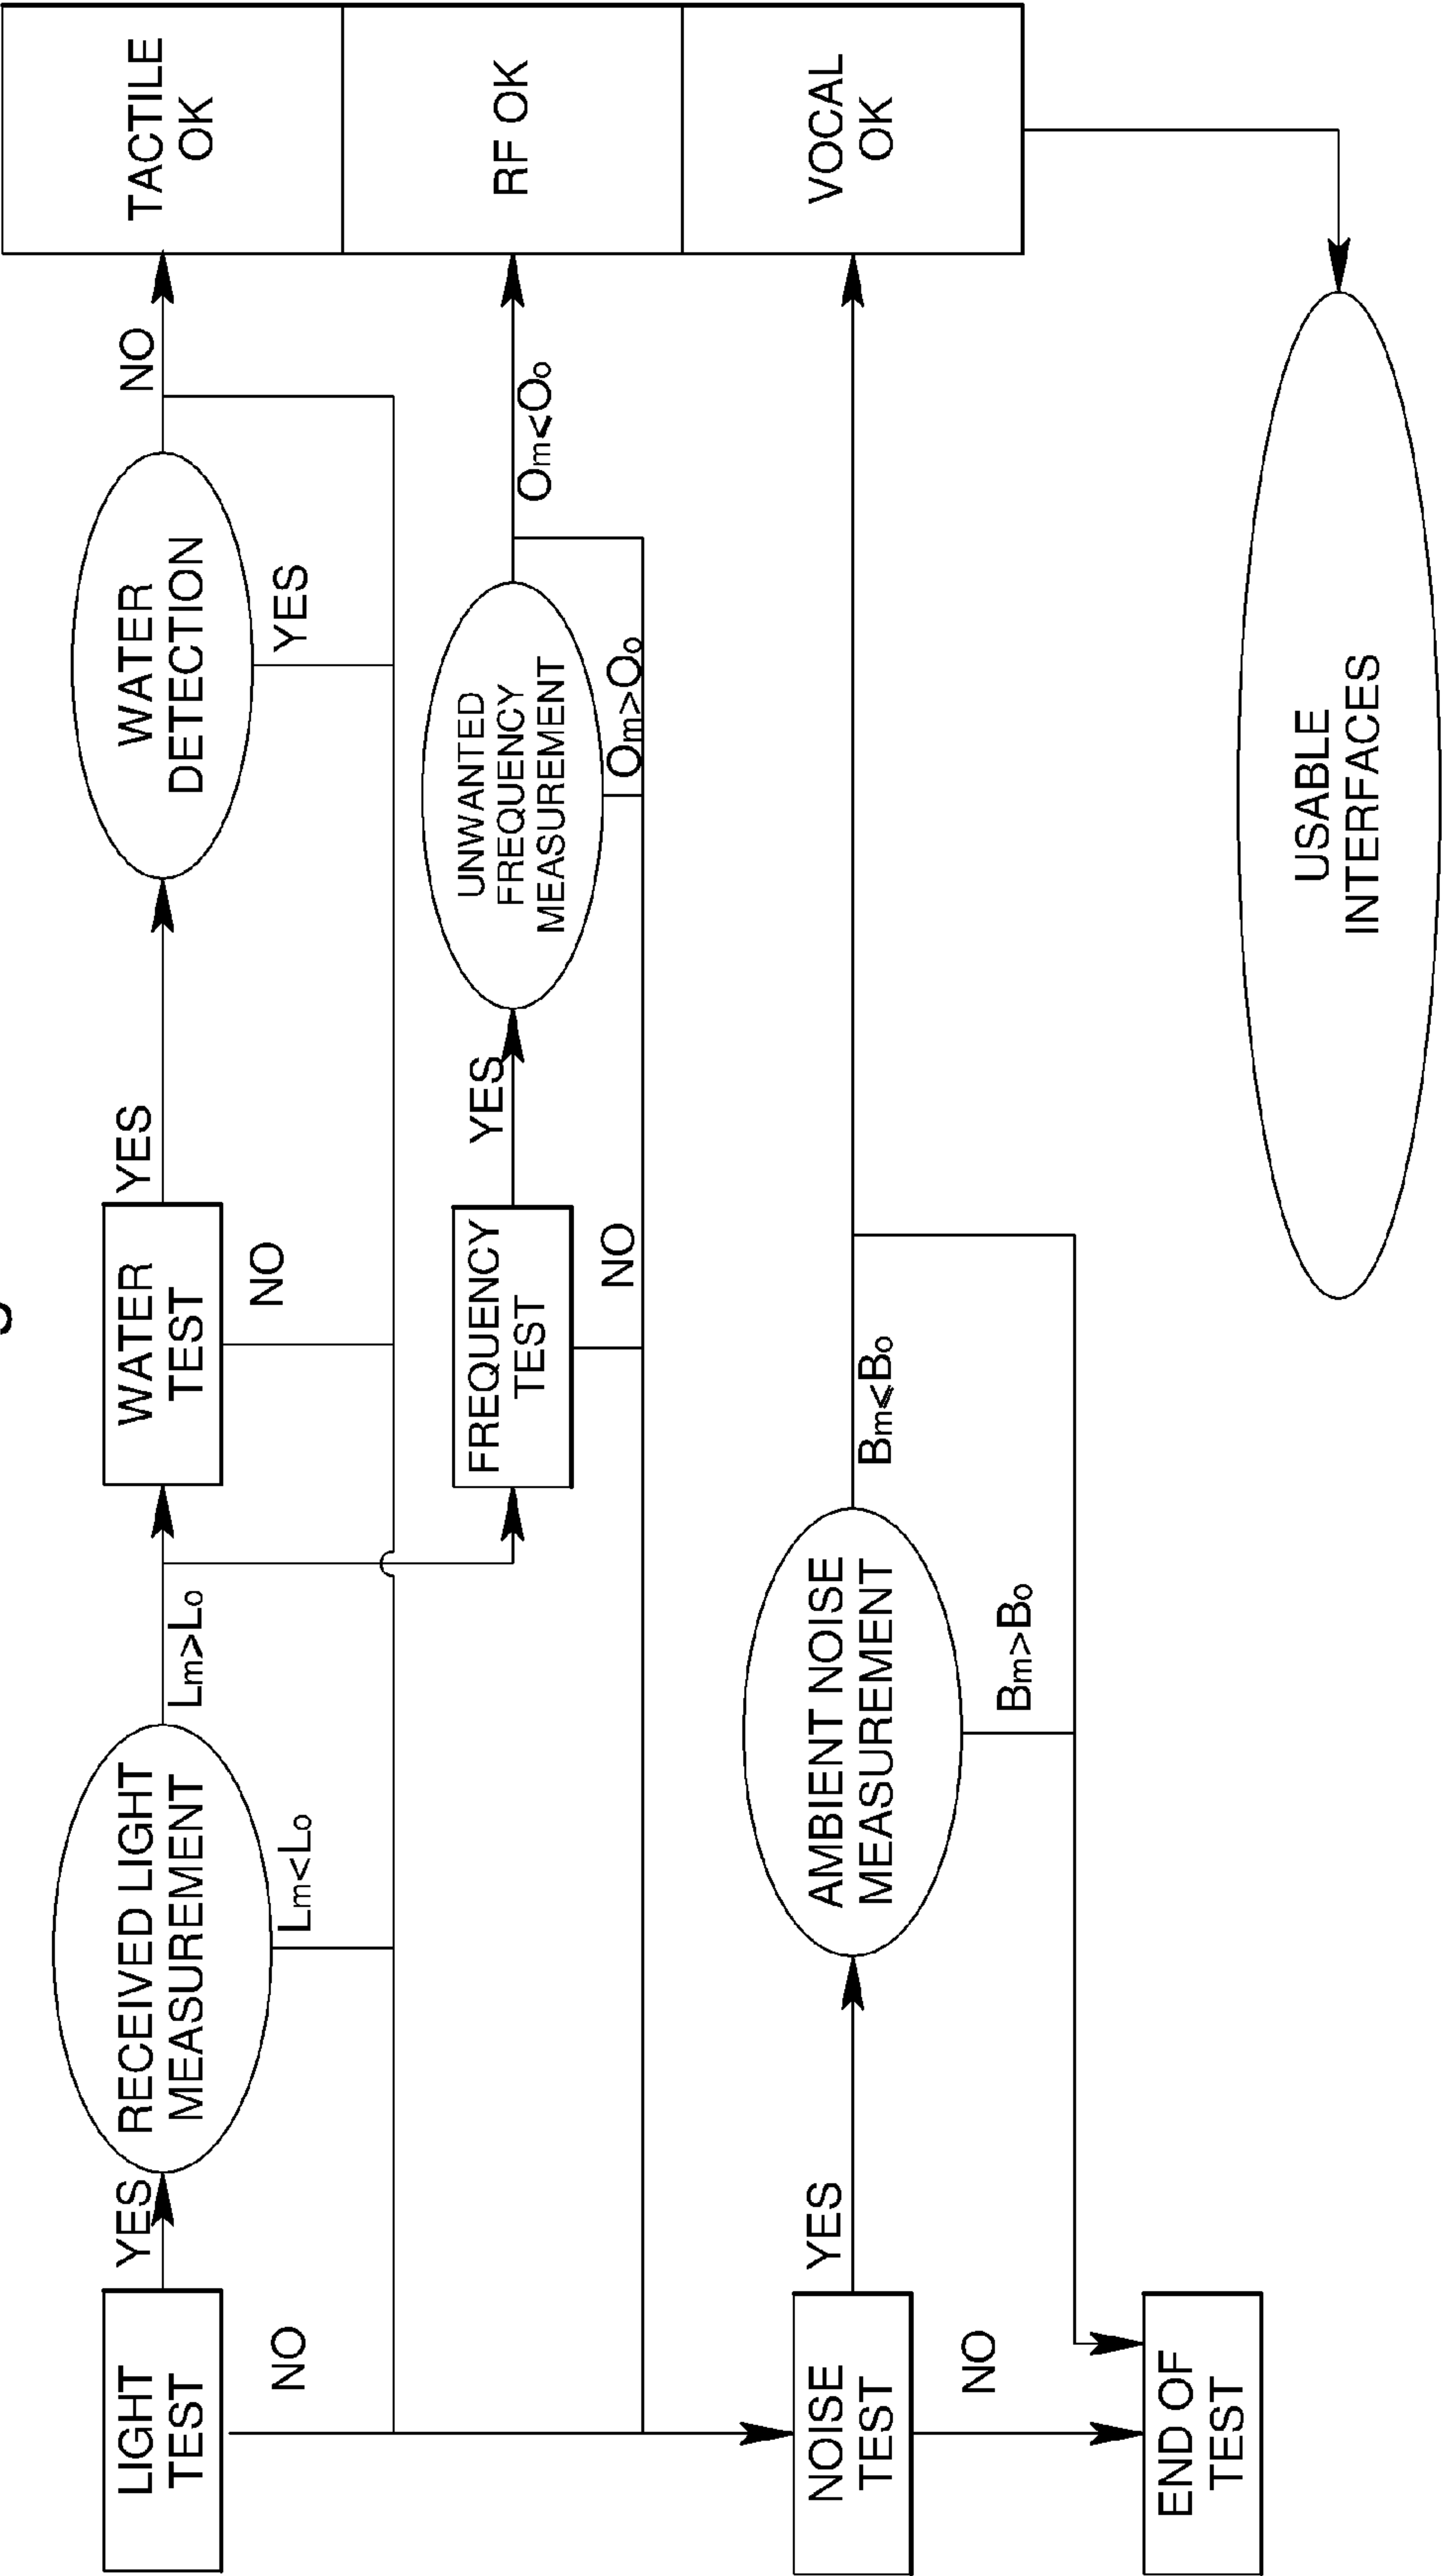 LIGHT
TEST
YES
NO
RECEIVED LIGHT
MEASUREMENT
Lm>Lo
Lm<Lo
WATER
TEST
YES
NO
WATER
DETECTION
NO
YES
TACTILE
OK
FREQUENCY
TEST
YES
NO
UNWANTED
FREQUENCY
MEASUREMENT
Om<Oo
Om>Oo
RF OK
NOISE
TEST
YES
NO
AMBIENT NOISE
MEASUREMENT
Bm<Bo
Bm>Bo
VOCAL
OK
END OF
TEST
USABLE
INTERFACES